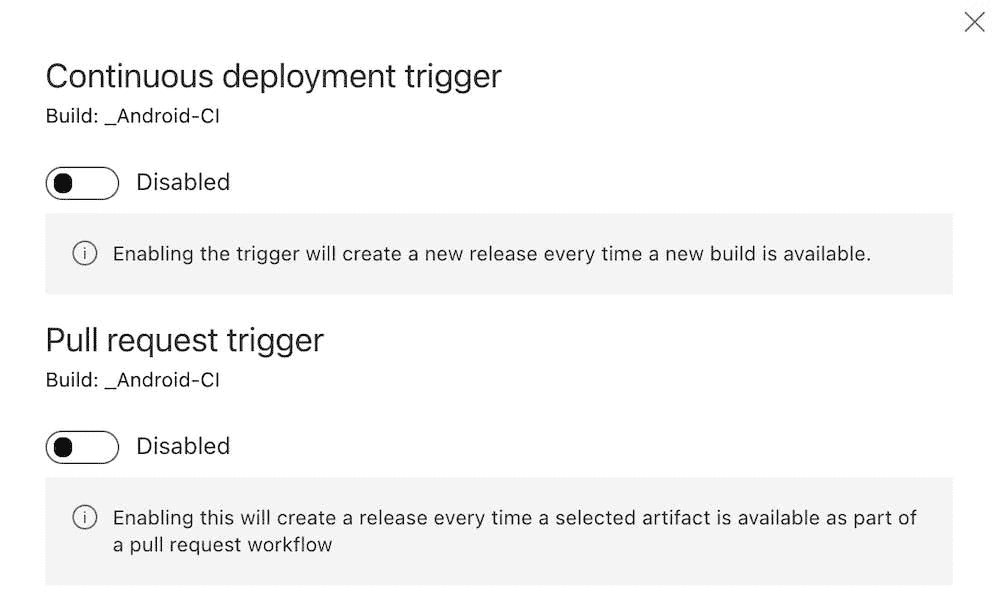 Continuous deployment trigger
Build: _Android-CI
Disabled
Enabling the trigger will create a new release every time a new build is available.
Pull request trigger
Build: _Android-CI
Disabled
Enabling this will create a release every time a selected artifact is available as part of
a pull request workflow